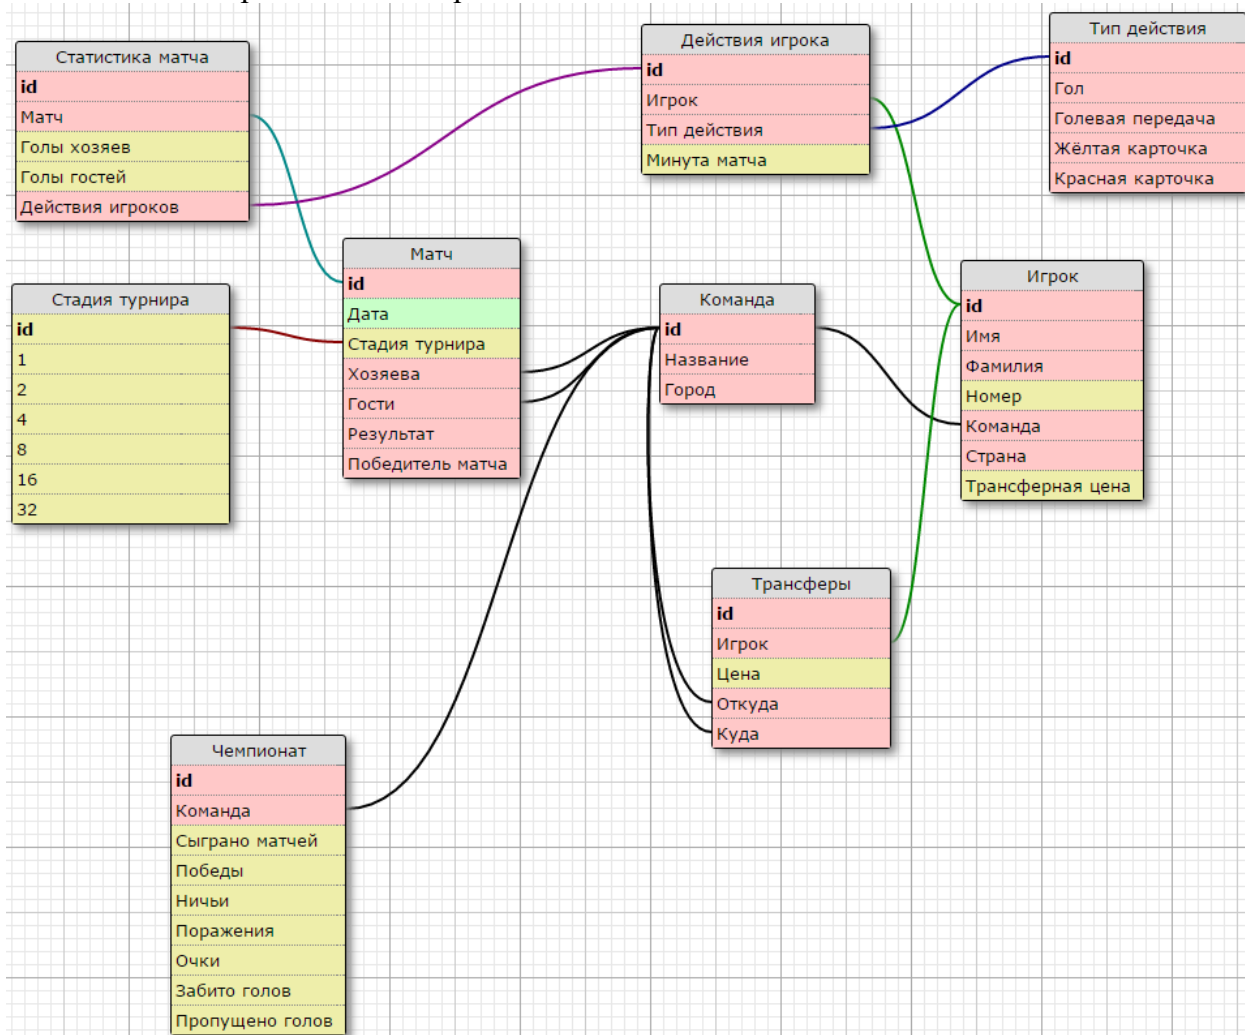 Статистика матча
id
Матч
Голы хозяев
Голы гостей
Действия игроков
Действия игрока
id
Игрок
Тип действия
Минута матча
Тип действия
id
Гол
Голевая передача
Жёлтая карточка
Красная карточка
Стадия турнира
id
1
2
4
8
16
32
Матч
id
Дата
Стадия турнира
Хозяева
Гости
Результат
Победитель матча
Команда
id
Название
Город
Игрок
id
Имя
Фамилия
Номер
Команда
Страна
Трансферная цена
Трансферы
id
Игрок
Цена
Откуда
Куда
Чемпионат
id
Команда
Сыграно матчей
Победы
Ничьи
Поражения
Очки
Забито голов
Пропущено голов